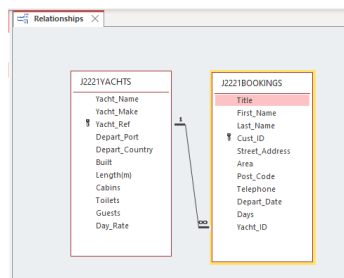 Relationships
J2221YACHTS
Yacht_Name
Yacht_Make
Yacht_Ref
Depart_Port
Depart_Country
Built
Length(m)
Cabins
Toilets
Guests
Day_Rate
1
∞
J2221BOOKINGS
Title
First_Name
Last_Name
Cust_ID
Street_Address
Area
Post_Code
Telephone
Depart_Date
Days
Yacht_ID